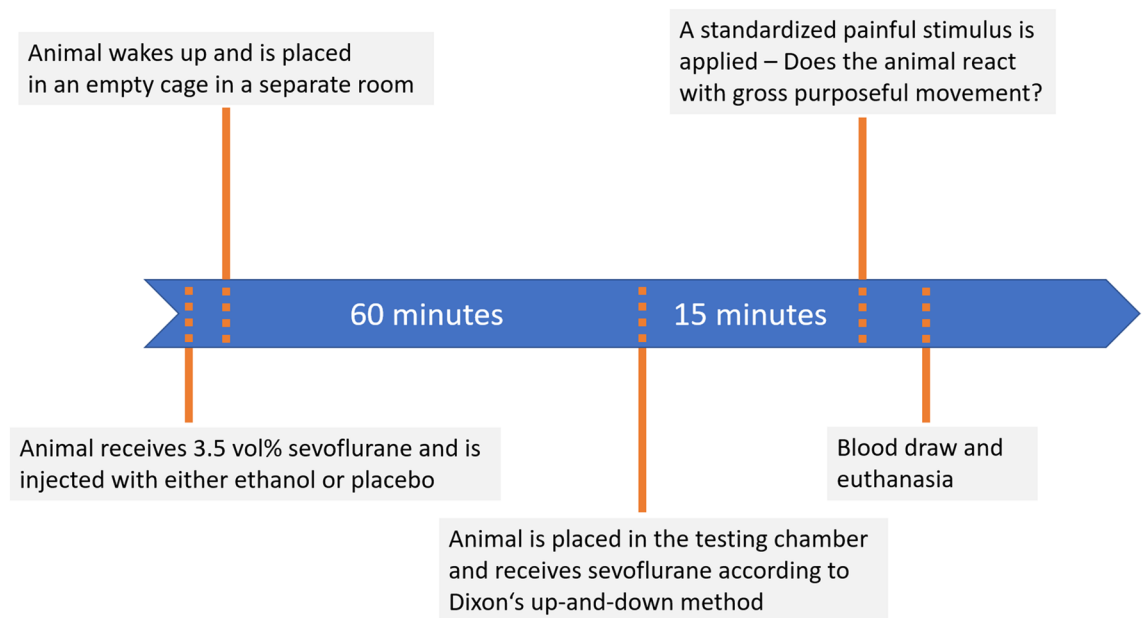 Animal wakes up and is placed
in an empty cage in a separate room
A standardized painful stimulus is
applied – Does the animal react
with gross purposeful movement?
60 minutes
15 minutes
Animal receives 3.5 vol% sevoflurane and is
injected with either ethanol or placebo
Blood draw and
euthanasia
Animal is placed in the testing chamber
and receives sevoflurane according to
Dixon‘s up-and-down method